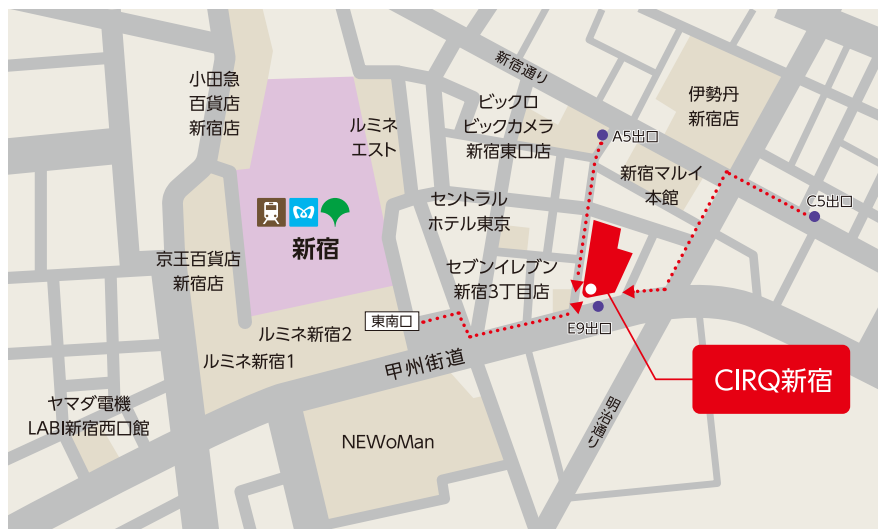 新宿通り
小田急
百貨店
新宿店
ルミネ
エスト
ビックロ
ビックカメラ
新宿東口店
A5出口
伊勢丹
新宿店
新宿マルイ
本館
C5出口
セントラル
ホテル東京
新宿
京王百貨店
新宿店
セブンイレブン
新宿3丁目店
E9出口
東南口
ルミネ新宿2
ルミネ新宿1
甲州街道
CIRQ新宿
明治通り
ヤマダ電機
LABI新宿西口館
NEWoMan